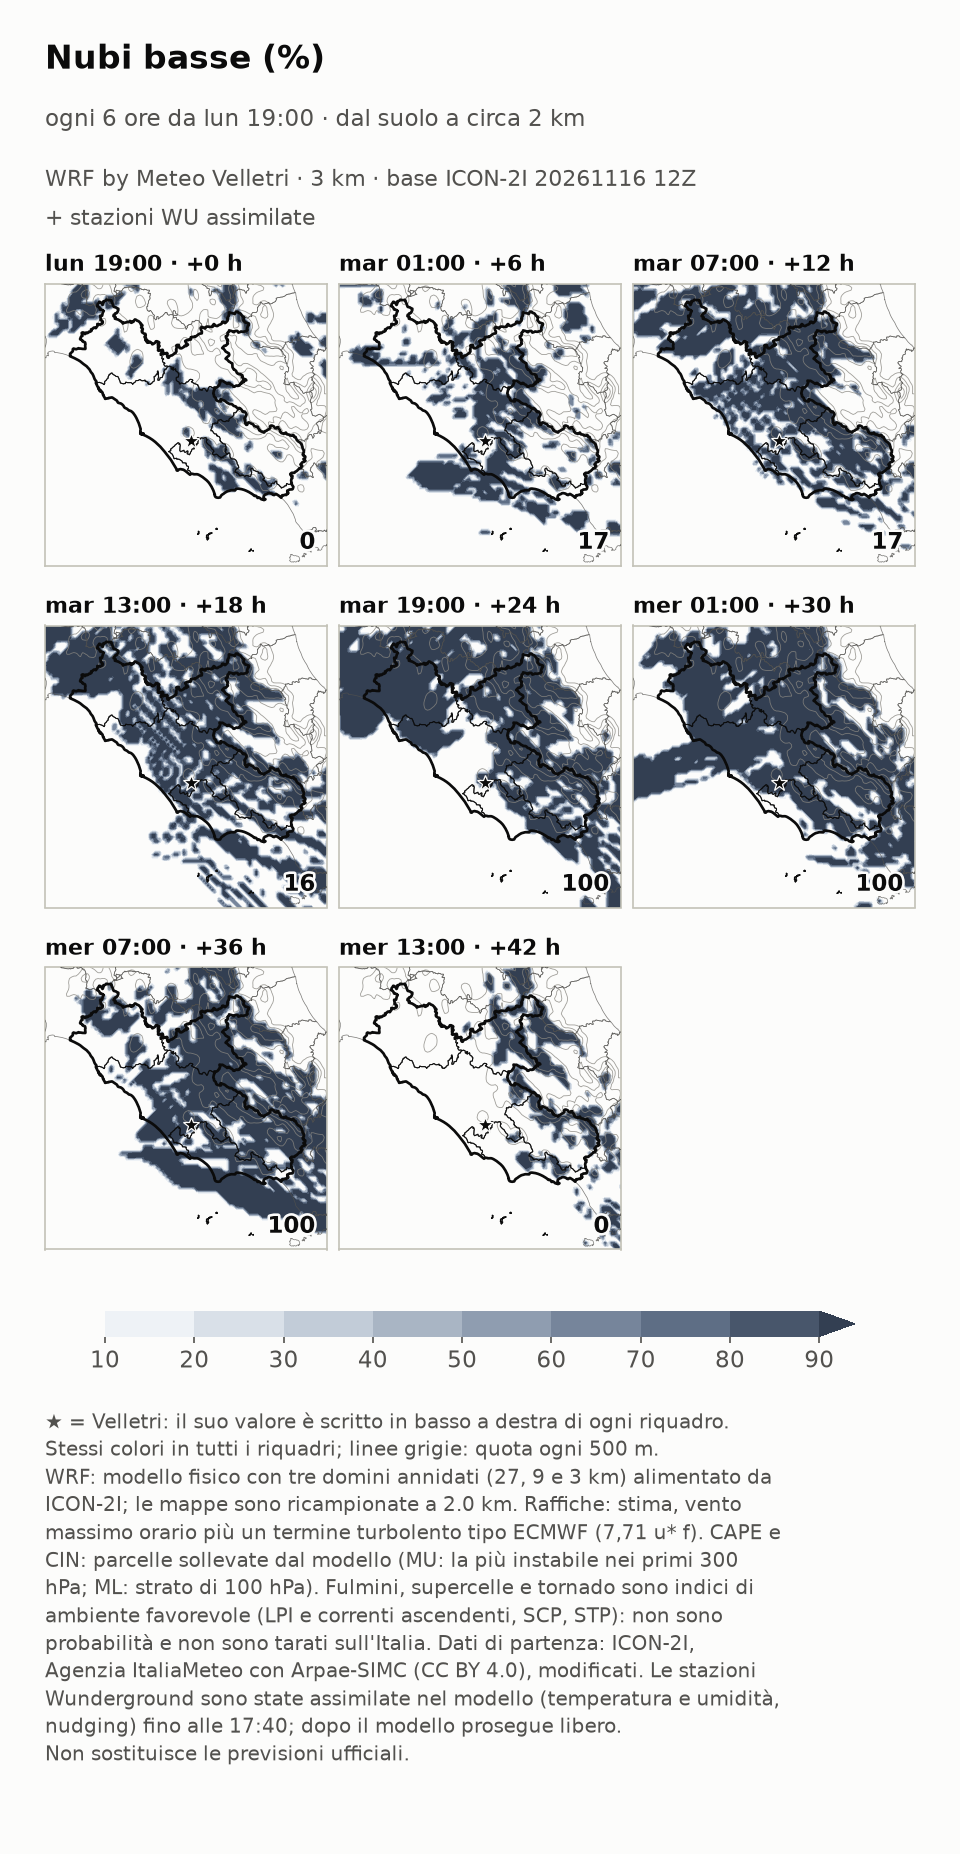 Nubi basse (%)
ogni 6 ore da lun 19:00 · dal suolo a circa 2 km
WRF by Meteo Velletri · 3 km · base ICON-2I 20261116 12Z
+ stazioni WU assimilate
lun 19:00 · +0 h
mar 01:00 · +6 h
mar 07:00 · +12 h
0
17
17
mar 13:00 · +18 h
mar 19:00 · +24 h
mer 01:00 · +30 h
16
100
100
mer 07:00 · +36 h
mer 13:00 · +42 h
100
0
10 20 30 40 50 60 70 80 90
★ = Velletri: il suo valore è scritto in basso a destra di ogni riquadro.
Stessi colori in tutti i riquadri; linee grigie: quota ogni 500 m.
WRF: modello fisico con tre domini annidati (27, 9 e 3 km) alimentato da
ICON-2I; le mappe sono ricampionate a 2.0 km. Raffiche: stima, vento
massimo orario più un termine turbolento tipo ECMWF (7,71 u* f). CAPE e
CIN: parcelle sollevate dal modello (MU: la più instabile nei primi 300
hPa; ML: strato di 100 hPa). Fulmini, supercelle e tornado sono indici di
ambiente favorevole (LPI e correnti ascendenti, SCP, STP): non sono
probabilità e non sono tarati sull'Italia. Dati di partenza: ICON-2I,
Agenzia ItaliaMeteo con Arpae-SIMC (CC BY 4.0), modificati. Le stazioni
Wunderground sono state assimilate nel modello (temperatura e umidità,
nudging) fino alle 17:40; dopo il modello prosegue libero.
Non sostituisce le previsioni ufficiali.